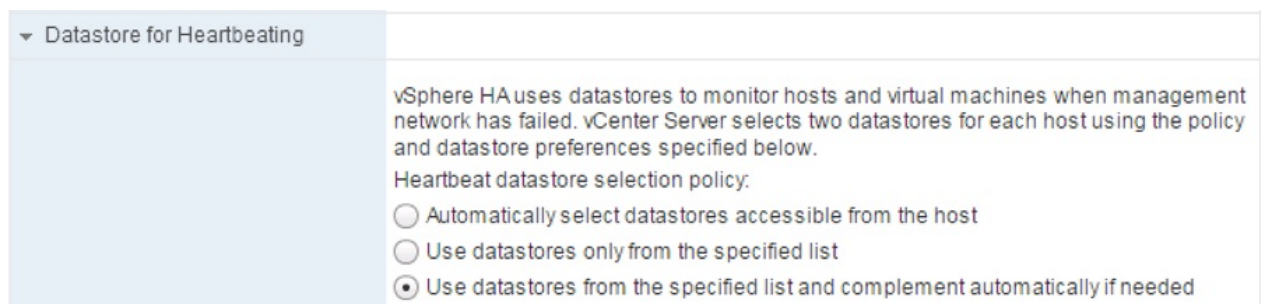 Datastore for Heartbeating
vSphere HA uses datastores to monitor hosts and virtual machines when management
network has failed. vCenter Server selects two datastores for each host using the policy
and datastore preferences specified below.
Heartbeat datastore selection policy:
Automatically select datastores accessible from the host
Use datastores only from the specified list
Use datastores from the specified list and complement automatically if needed